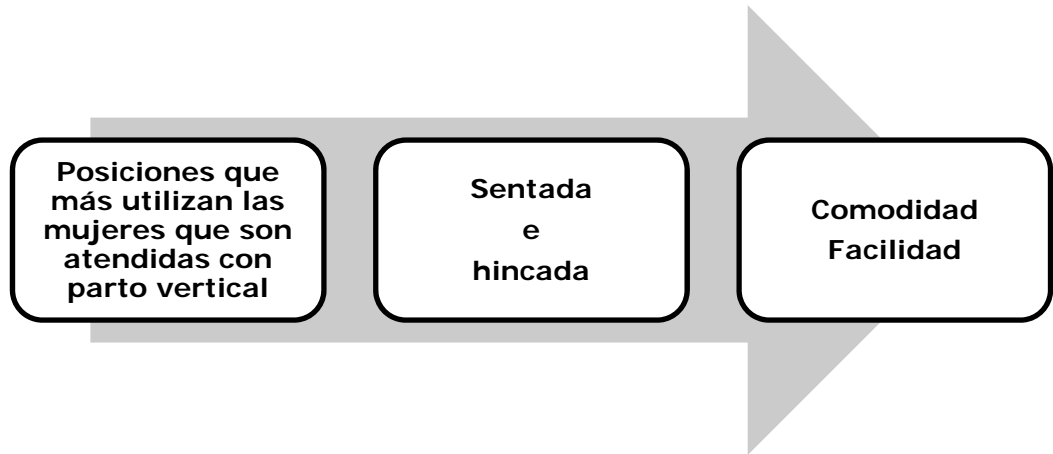 Posiciones que
más utilizan las
mujeres que son
atendidas con
parto vertical
Sentada
e
hincada
Comodidad
Facilidad